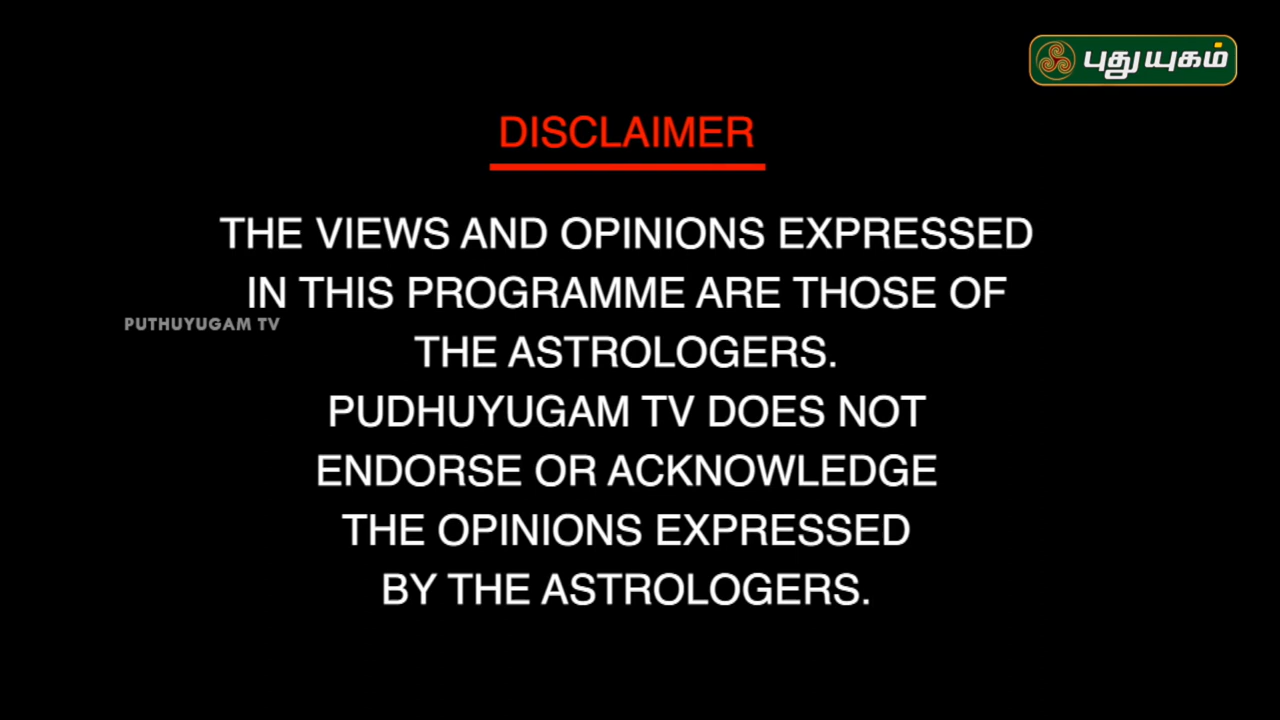 புதுயுகம்
DISCLAIMER
THE VIEWS AND OPINIONS EXPRESSED
IN THIS PROGRAMME ARE THOSE OF
PUTHUYUGAM TV
THE ASTROLOGERS.
PUDHUYUGAM TV DOES NOT
ENDORSE OR ACKNOWLEDGE
THE OPINIONS EXPRESSED
BY THE ASTROLOGERS.